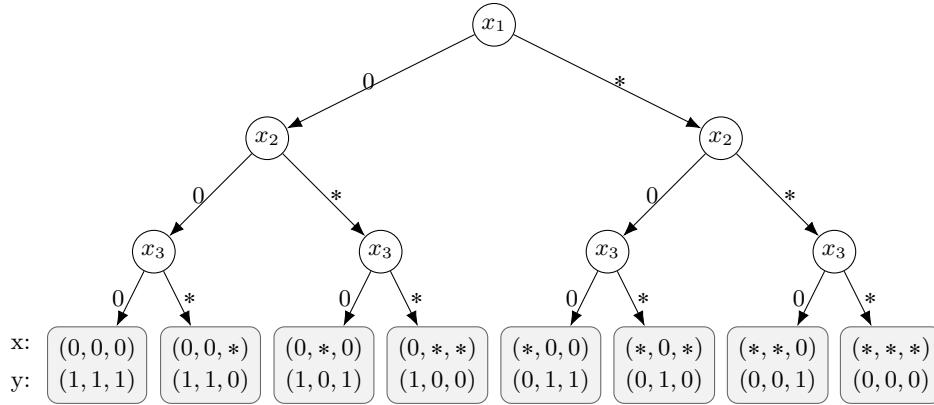 x₁
0 *
x₂ x₂
0 * 0 *
x₃ x₃ x₃ x₃
0 * 0 * 0 * 0 *
x: (0, 0, 0) (0, 0, *) (0, *, 0) (0, *, *) (*, 0, 0) (*, 0, *) (*, *, 0) (*, *, *)
y: (1, 1, 1) (1, 1, 0) (1, 0, 1) (1, 0, 0) (0, 1, 1) (0, 1, 0) (0, 0, 1) (0, 0, 0)